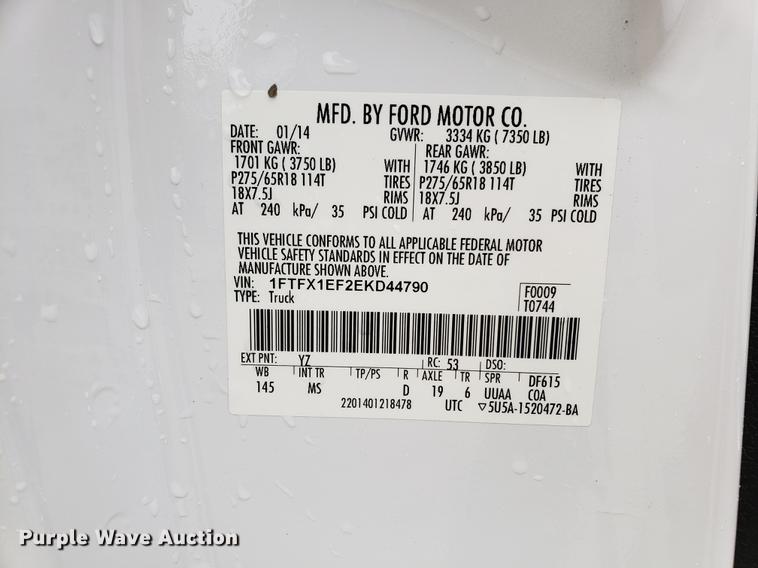 MFD. BY FORD MOTOR CO.
DATE: 01/14 GVWR: 3334 KG ( 7350 LB)
FRONT GAWR: REAR GAWR:
1701 KG ( 3750 LB) WITH 1746 KG ( 3850 LB) WITH
P275/65R18 114T TIRES P275/65R18 114T TIRES
18X7.5J RIMS 18X7.5J RIMS
AT 240 kPa/ 35 PSI COLD AT 240 kPa/ 35 PSI COLD
THIS VEHICLE CONFORMS TO ALL APPLICABLE FEDERAL MOTOR
VEHICLE SAFETY STANDARDS IN EFFECT ON THE DATE OF
MANUFACTURE SHOWN ABOVE.
VIN: 1FTFX1EF2EKD44790 F0009
TYPE: Truck T0744
EXT PNT: YZ RC: 53 DSO:
WB INT TR TP/PS R AXLE TR SPR DF615
145 MS D 19 6 UUAA COA
2201401218478 UTC ▽5U5A-1520472-BA
Purple Wave Auction